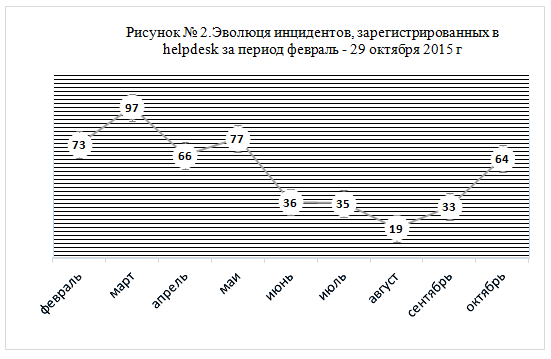 Рисунок № 2.Эволюця инцидентов, зарегистрированных в
helpdesk за период февраль - 29 октября 2015 г
73
97
66
77
36
35
19
33
64
февраль
март
апрель
май
июнь
июль
август
сентябрь
октябрь